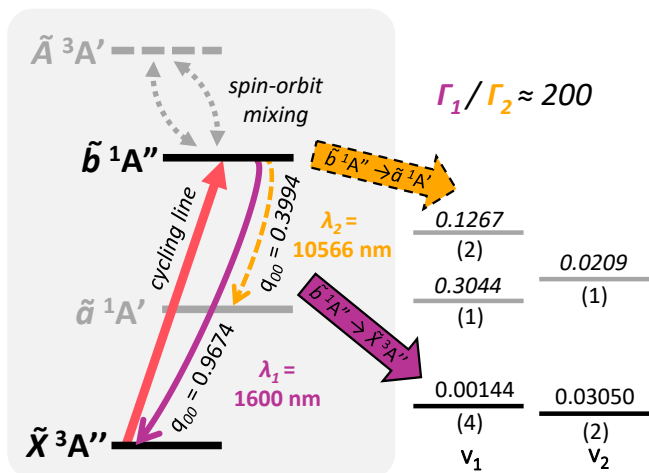 Ã ³A′
spin-orbit
mixing
Γ₁ / Γ₂ ≈ 200
b̃ ¹A″
b̃ ¹A″→ã ¹A′
cycling line
q₀₀ = 0.3994
λ₂ =
10566 nm
0.1267
(2)
0.0209
(1)
0.3044
(1)
ã ¹A′
b̃ ¹A″→ X̃ ³A″
q₀₀ = 0.9674
λ₁ =
1600 nm
0.00144
(4)
0.03050
(2)
X̃ ³A″
v₁
v₂